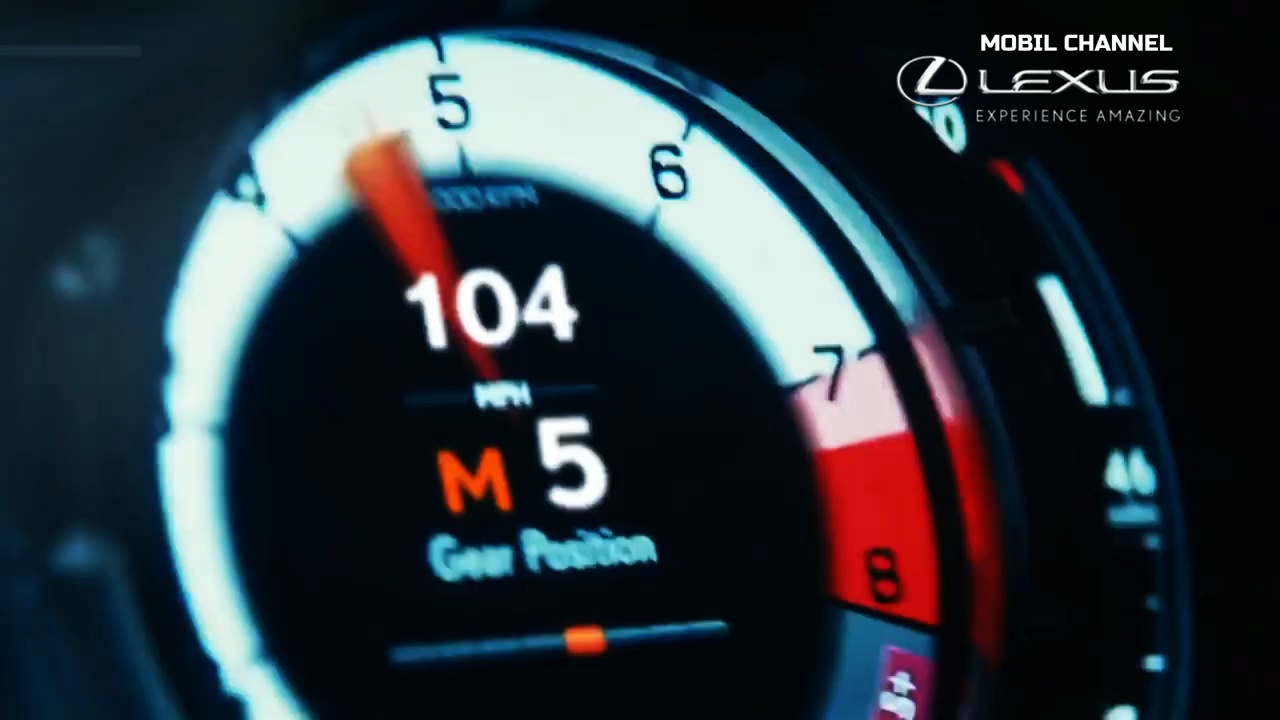 MOBIL CHANNEL
LEXUS
EXPERIENCE AMAZING
5
6
7
8
104
MPH
M 5
Gear Position